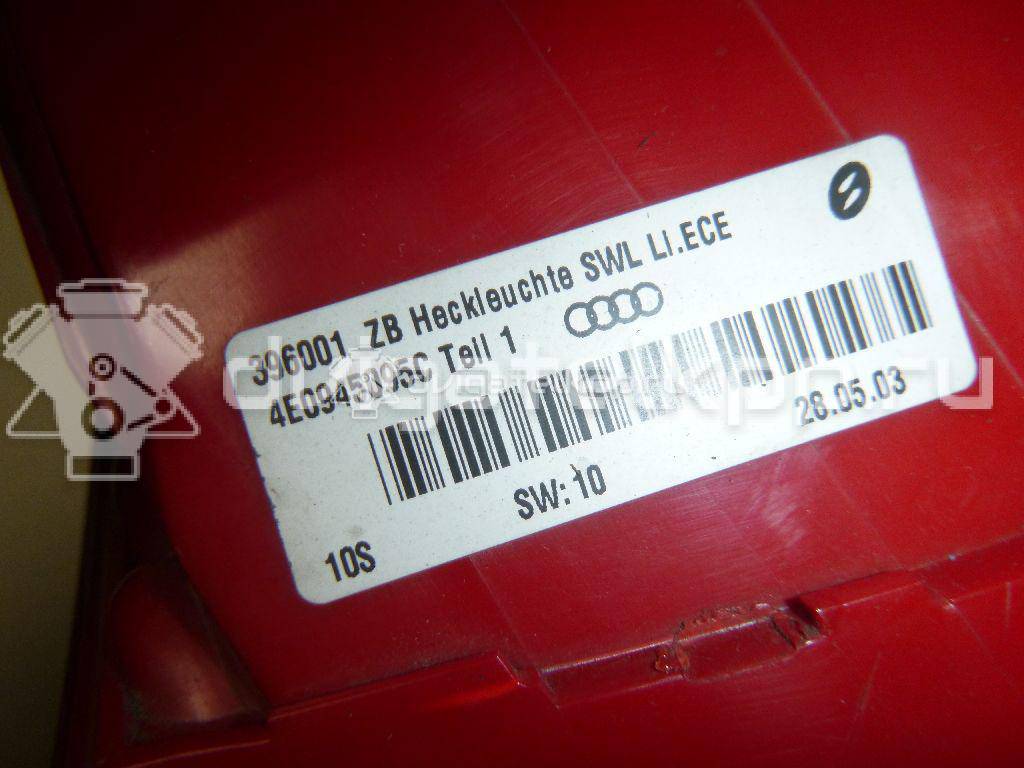 396001 ZB Heckleuchte SWL Li.ECE
4E0945095C Teil 1
28.05.03
SW:10
10S